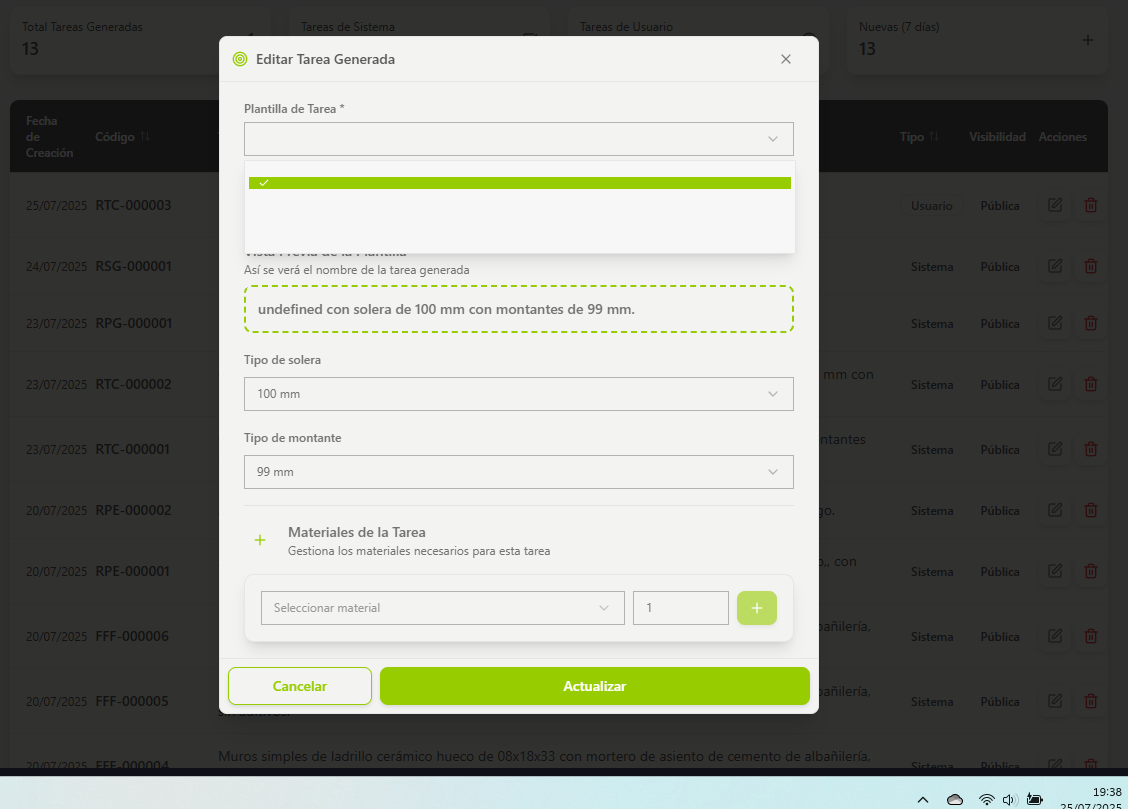 Total Tareas Generadas
13
Tareas de Sistema
Tareas de Usuario
Nuevas (7 días)
13
Editar Tarea Generada
Plantilla de Tarea *
Vista Previa de la Plantilla
Así se verá el nombre de la tarea generada
undefined con solera de 100 mm con montantes de 99 mm.
Tipo de solera
100 mm
Tipo de montante
99 mm
Materiales de la Tarea
Gestiona los materiales necesarios para esta tarea
Seleccionar material
1
Cancelar
Actualizar
Fecha de Creación
Código
Tipo
Visibilidad
Acciones
25/07/2025 RTC-000003 Usuario Pública
24/07/2025 RSG-000001 Sistema Pública
23/07/2025 RPG-000001 Sistema Pública
23/07/2025 RTC-000002 mm con Sistema Pública
23/07/2025 RTC-000001 ntantes Sistema Pública
20/07/2025 RPE-000002 go. Sistema Pública
20/07/2025 RPE-000001 con Sistema Pública
20/07/2025 FFF-000006 bañilería, Sistema Pública
20/07/2025 FFF-000005 bañilería, Sistema Pública
20/07/2025 FFF-000004 Muros simples de ladrillo cerámico hueco de 08x18x33 con mortero de asiento de cemento de albañilería, Sistema Pública
19:38
25/07/2025